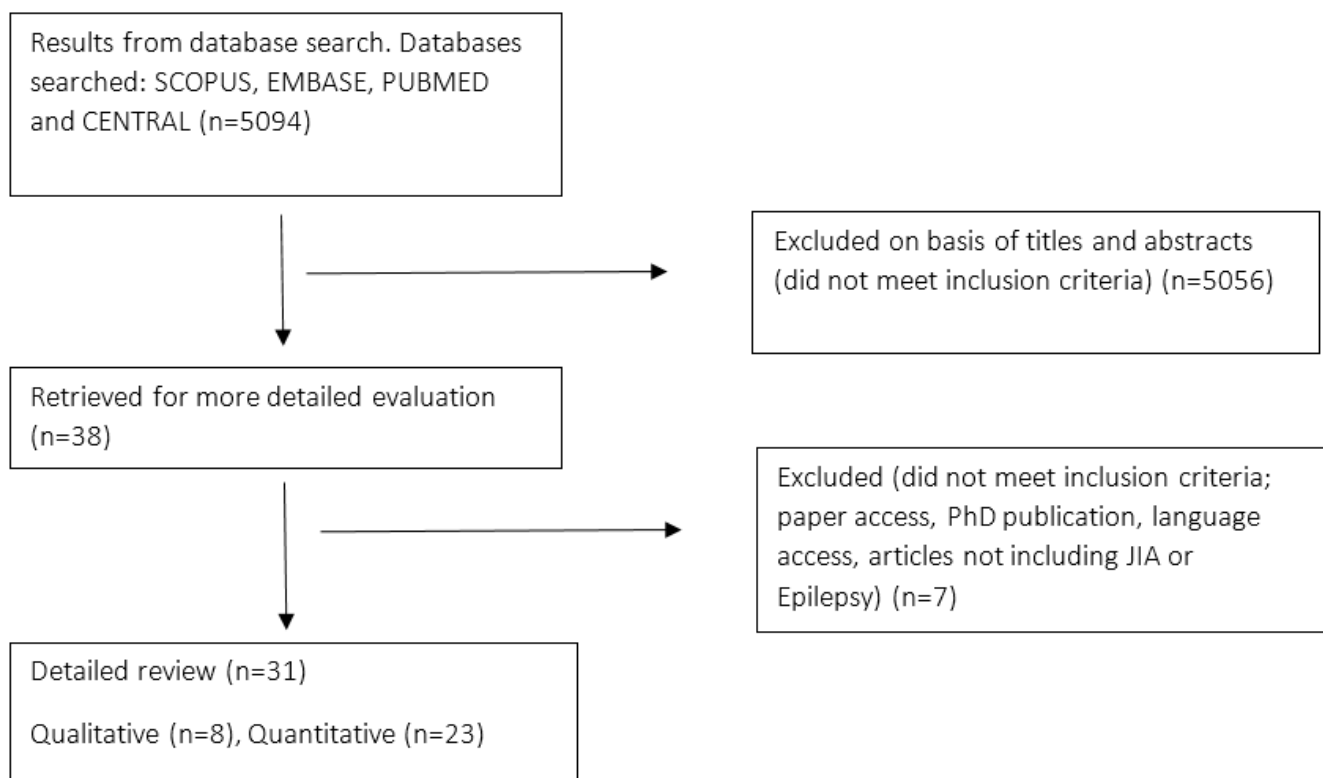 Results from database search. Databases
searched: SCOPUS, EMBASE, PUBMED
and CENTRAL (n=5094)
Excluded on basis of titles and abstracts
(did not meet inclusion criteria) (n=5056)
Retrieved for more detailed evaluation
(n=38)
Excluded (did not meet inclusion criteria;
paper access, PhD publication, language
access, articles not including JIA or
Epilepsy) (n=7)
Detailed review (n=31)
Qualitative (n=8), Quantitative (n=23)